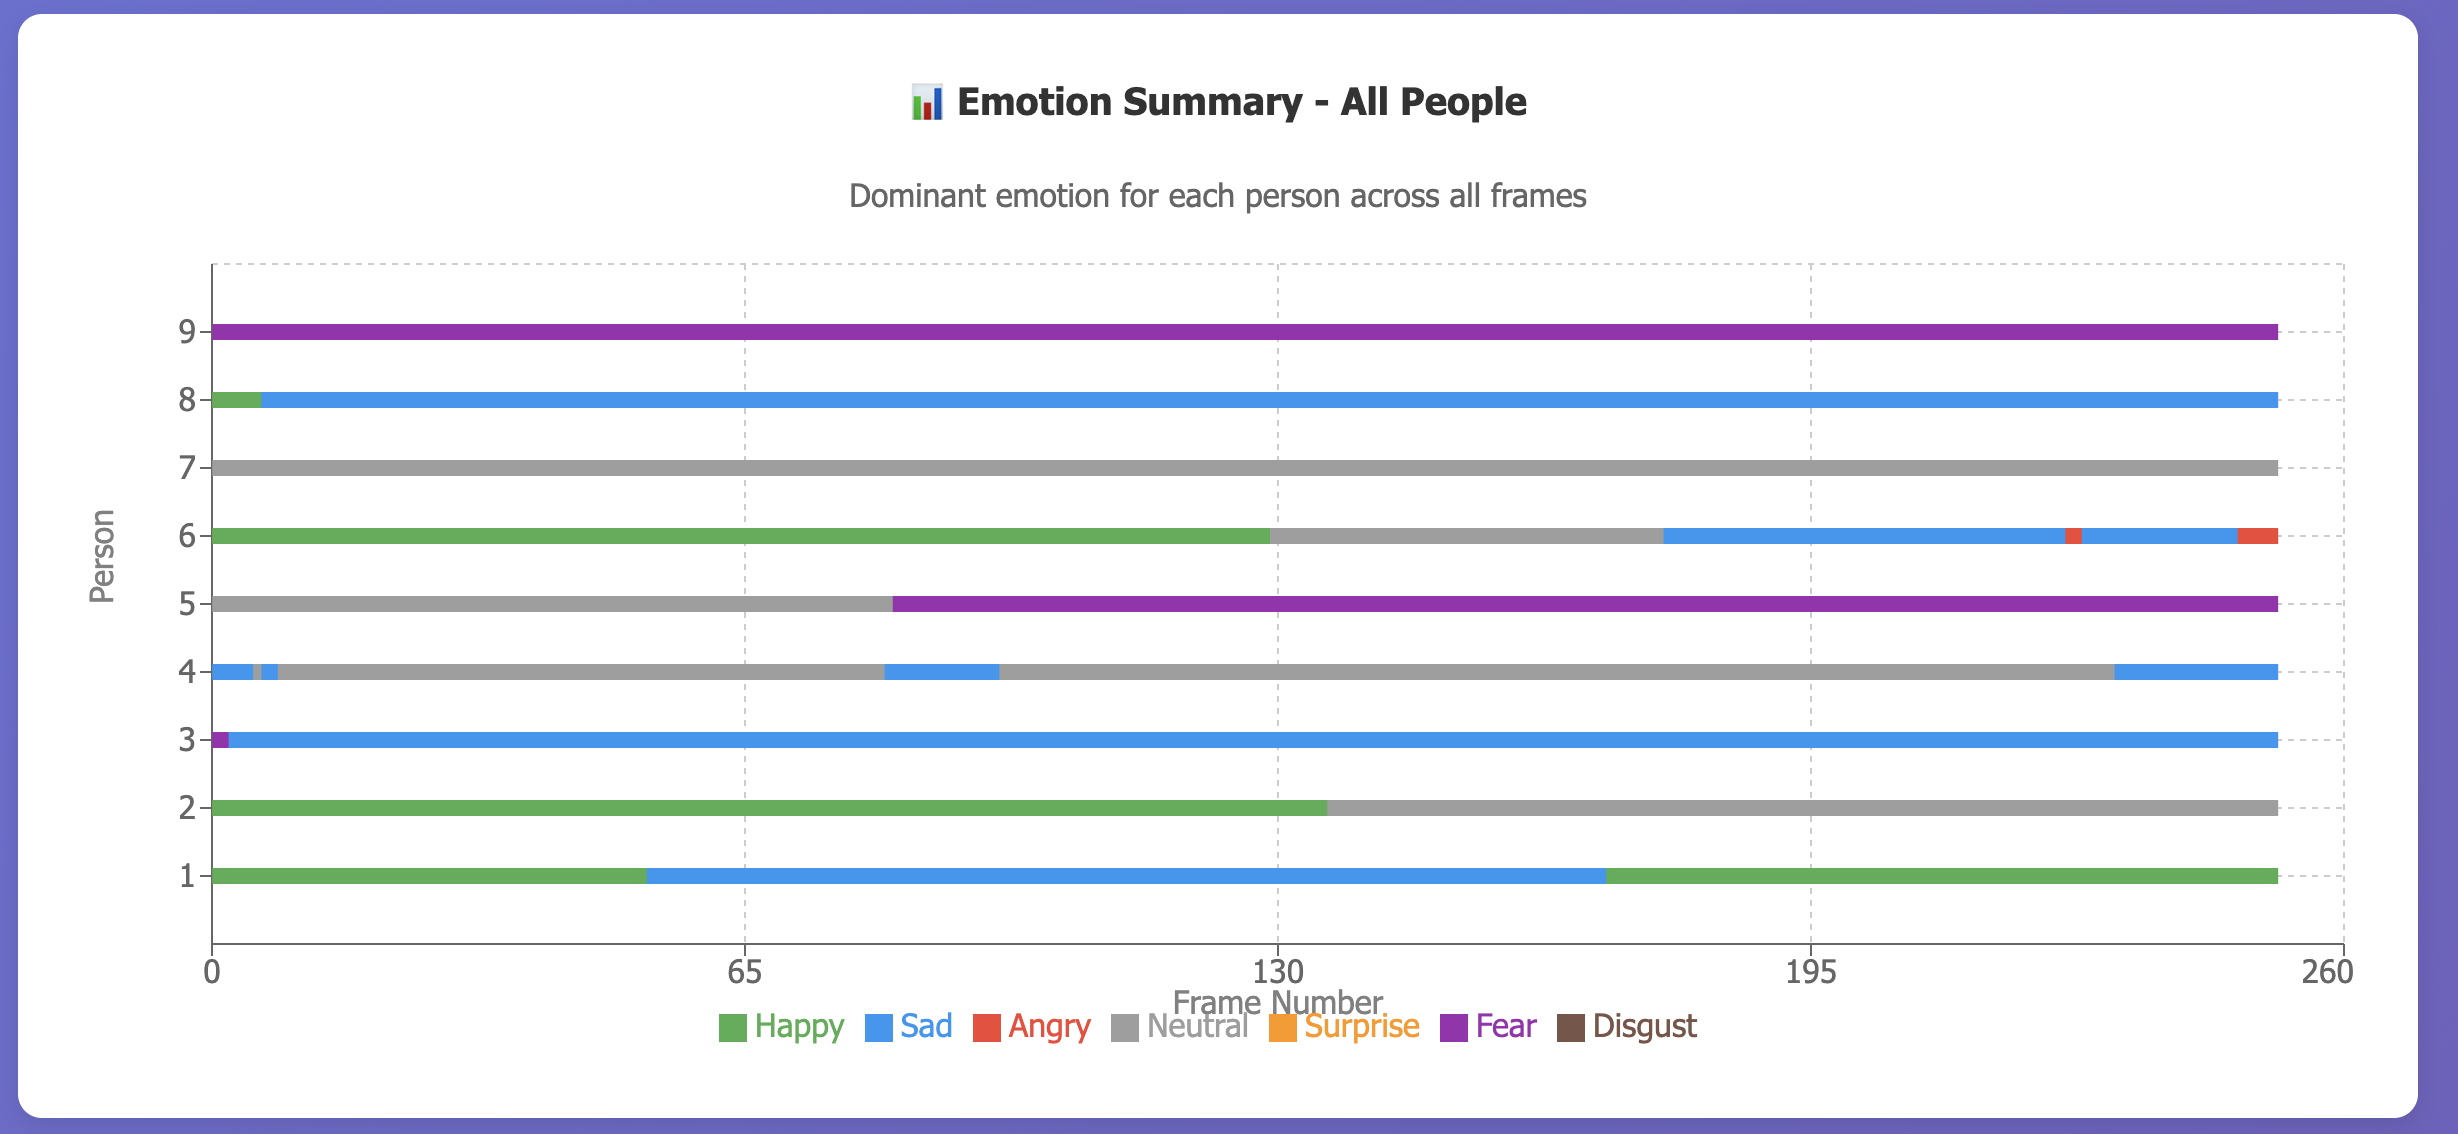 📊 Emotion Summary - All People
Dominant emotion for each person across all frames
9
8
7
6
5
4
3
2
1
Person
0 65 130 195 260
Frame Number
Happy Sad Angry Neutral Surprise Fear Disgust